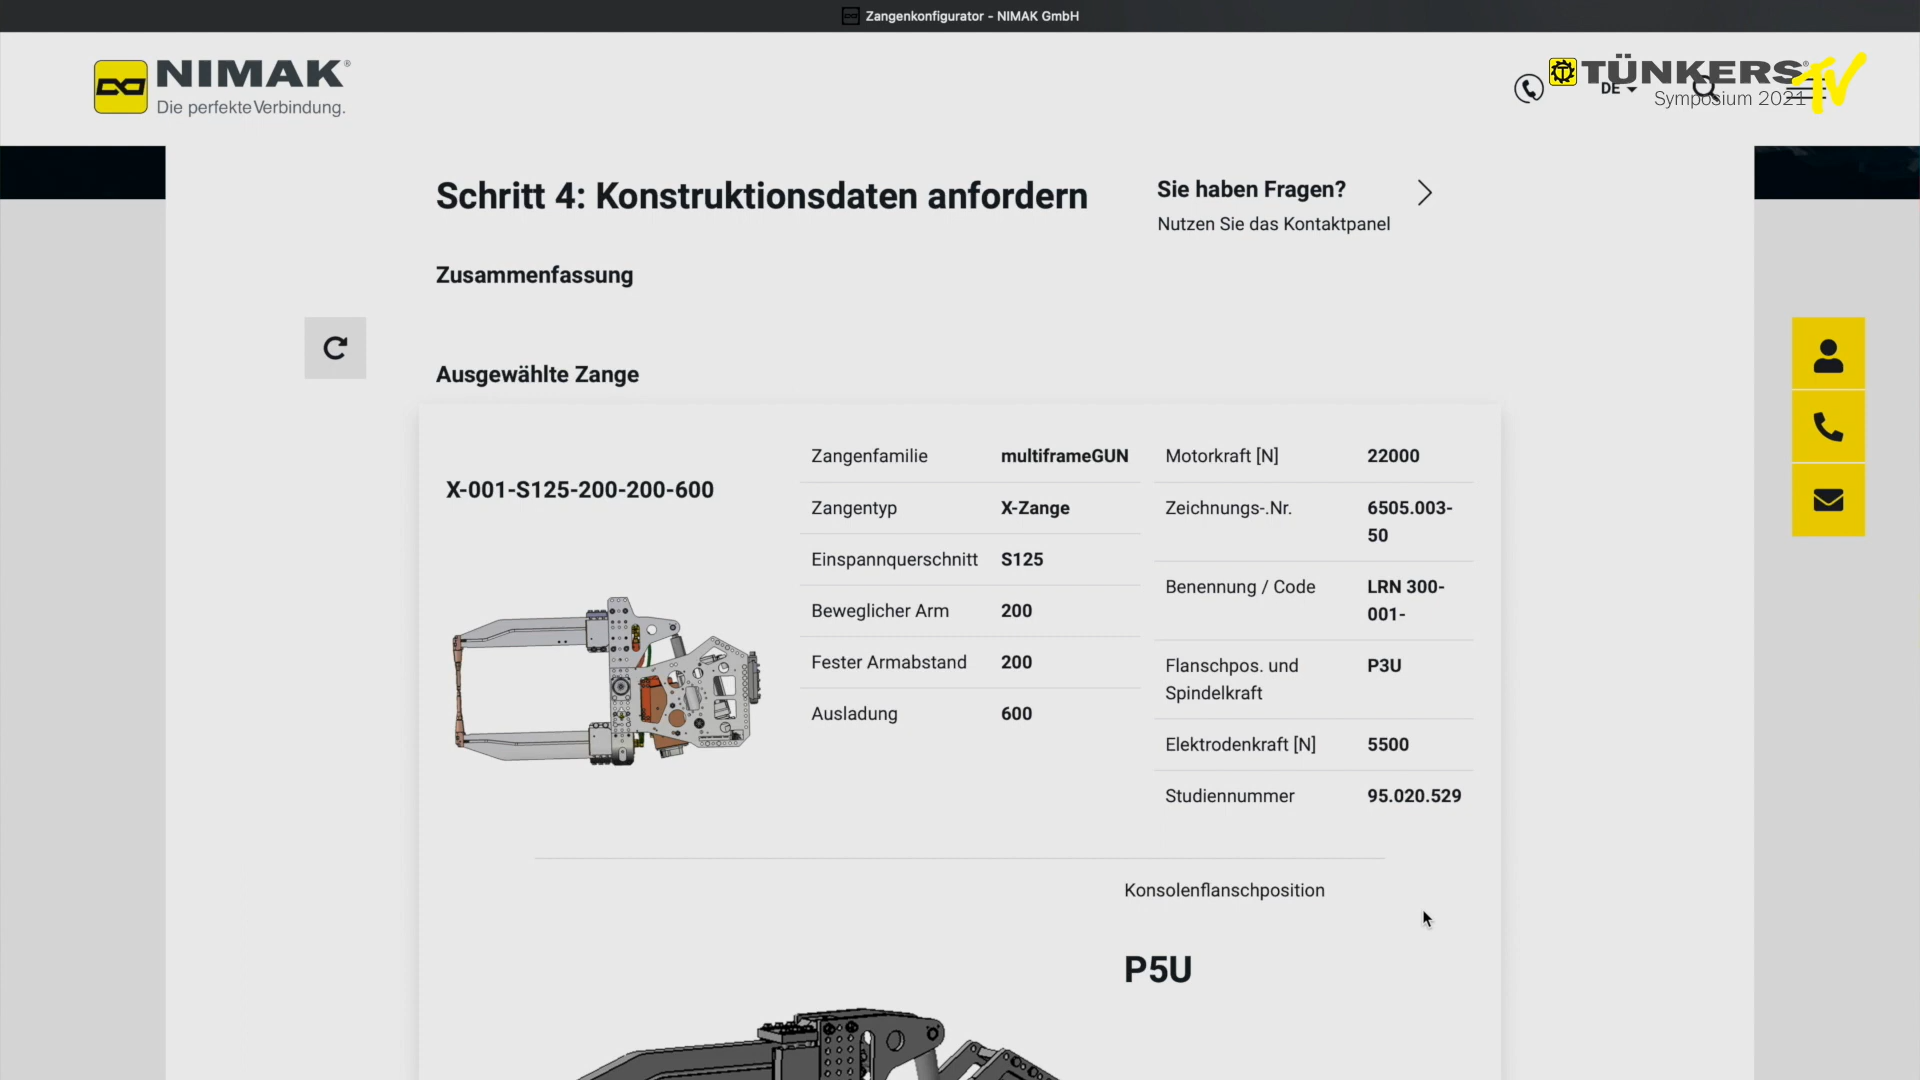 Zangenkonfigurator - NIMAK GmbH
NIMAK®
Die perfekte Verbindung.
DE
TÜNKERS® TV
Symposium 2021
Schritt 4: Konstruktionsdaten anfordern
Sie haben Fragen?
Nutzen Sie das Kontaktpanel
Zusammenfassung
Ausgewählte Zange
X-001-S125-200-200-600
Zangenfamilie multiframeGUN
Zangentyp X-Zange
Einspannquerschnitt S125
Beweglicher Arm 200
Fester Armabstand 200
Ausladung 600
Motorkraft [N] 22000
Zeichnungs-.Nr. 6505.003-
50
Benennung / Code LRN 300-
001-
Flanschpos. und P3U
Spindelkraft
Elektrodenkraft [N] 5500
Studiennummer 95.020.529
Konsolenflanschposition
P5U